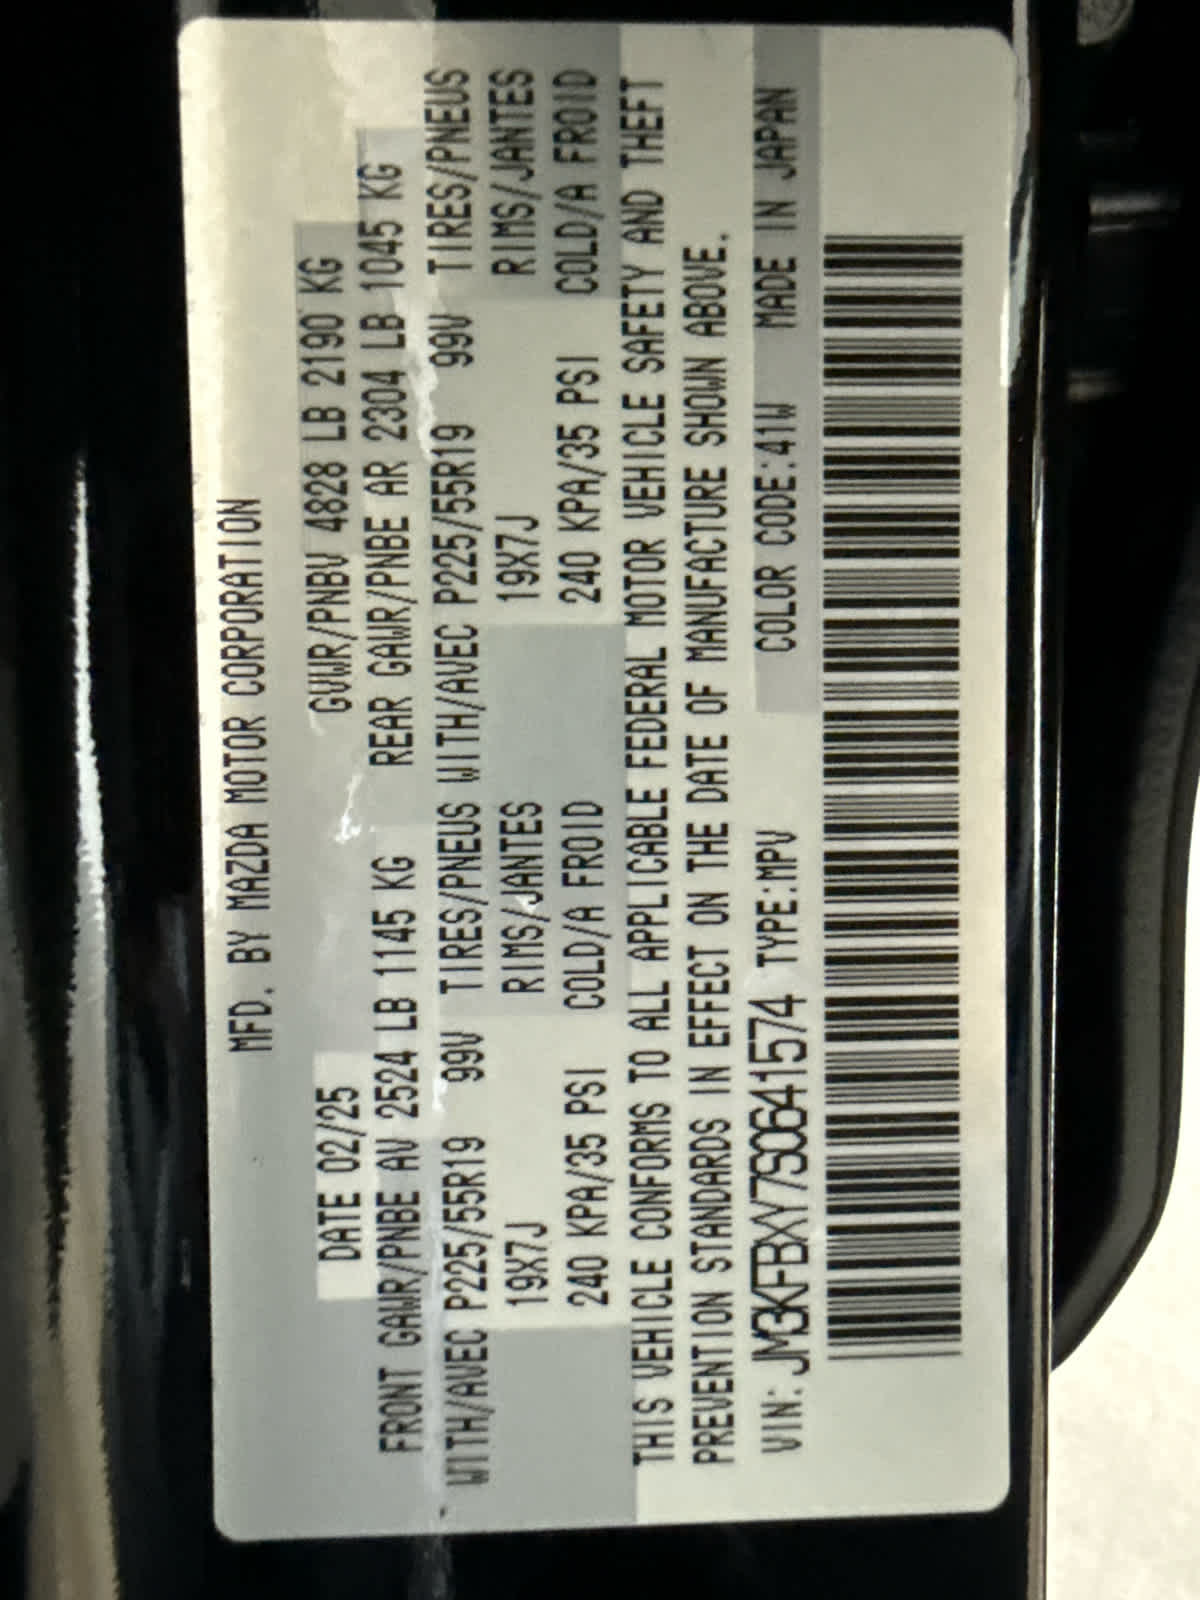 MFD. BY MAZDA MOTOR CORPORATION
DATE 02/25 GVWR/PNBV 4828 LB 2190 KG
FRONT GAWR/PNBE AV 2524 LB 1145 KG REAR GAWR/PNBE AR 2304 LB 1045 KG
WITH/AVEC P225/55R19 99V TIRES/PNEUS WITH/AVEC P225/55R19 99V TIRES/PNEUS
19X7J RIMS/JANTES 19X7J RIMS/JANTES
240 KPA/35 PSI COLD/A FROID 240 KPA/35 PSI COLD/A FROID
THIS VEHICLE CONFORMS TO ALL APPLICABLE FEDERAL MOTOR VEHICLE SAFETY AND THEFT
PREVENTION STANDARDS IN EFFECT ON THE DATE OF MANUFACTURE SHOWN ABOVE.
VIN: JM3KFBXY7S0641574 TYPE:MPV COLOR CODE:41W MADE IN JAPAN